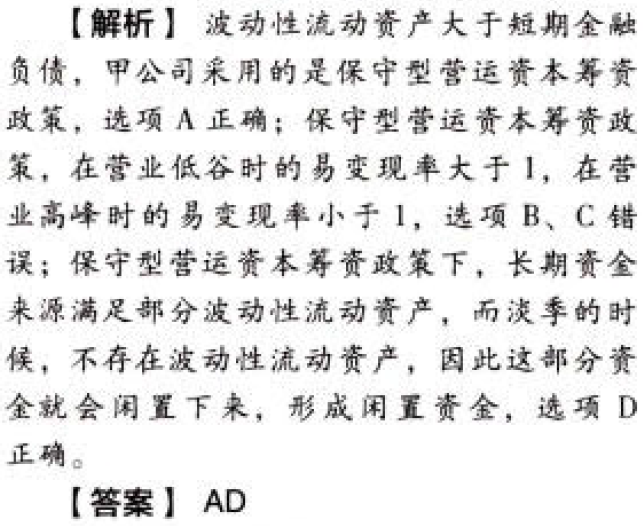 【解析】 波动性流动资产大于短期金融
负债，甲公司采用的是保守型营运资本筹资
政策，选项 A 正确；保守型营运资本筹资政
策，在营业低谷时的易变现率大于 1，在营
业高峰时的易变现率小于 1，选项 B、C 错
误；保守型营运资本筹资政策下，长期资金
来源满足部分波动性流动资产，而淡季的时
候，不存在波动性流动资产，因此这部分资
金就会闲置下来，形成闲置资金，选项 D
正确。
【答案】 AD